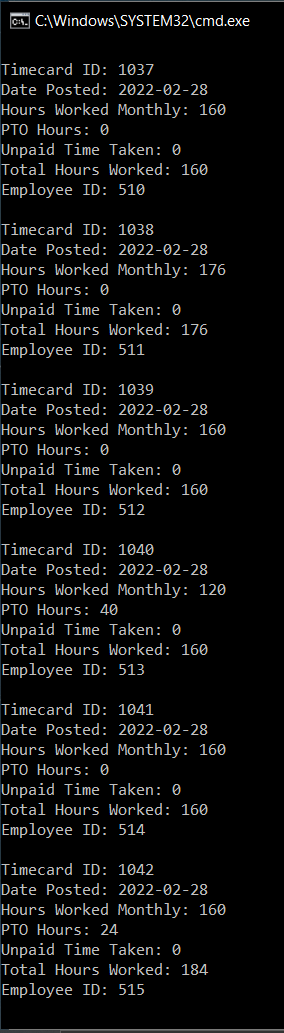 C:\Windows\SYSTEM32\cmd.exe
Timecard ID: 1037
Date Posted: 2022-02-28
Hours Worked Monthly: 160
PTO Hours: 0
Unpaid Time Taken: 0
Total Hours Worked: 160
Employee ID: 510
Timecard ID: 1038
Date Posted: 2022-02-28
Hours Worked Monthly: 176
PTO Hours: 0
Unpaid Time Taken: 0
Total Hours Worked: 176
Employee ID: 511
Timecard ID: 1039
Date Posted: 2022-02-28
Hours Worked Monthly: 160
PTO Hours: 0
Unpaid Time Taken: 0
Total Hours Worked: 160
Employee ID: 512
Timecard ID: 1040
Date Posted: 2022-02-28
Hours Worked Monthly: 120
PTO Hours: 40
Unpaid Time Taken: 0
Total Hours Worked: 160
Employee ID: 513
Timecard ID: 1041
Date Posted: 2022-02-28
Hours Worked Monthly: 160
PTO Hours: 0
Unpaid Time Taken: 0
Total Hours Worked: 160
Employee ID: 514
Timecard ID: 1042
Date Posted: 2022-02-28
Hours Worked Monthly: 160
PTO Hours: 24
Unpaid Time Taken: 0
Total Hours Worked: 184
Employee ID: 515